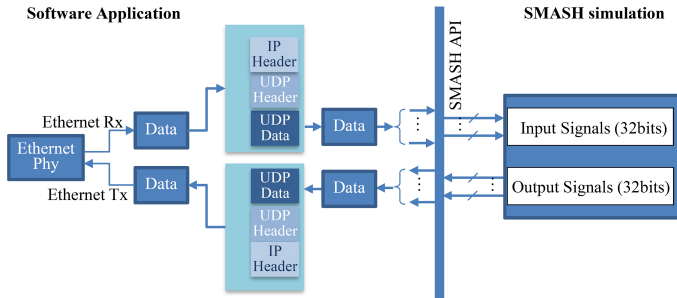 Software Application
SMASH simulation
IP
Header
UDP
Header
UDP
Data
Ethernet Rx
Data
Data
SMASH API
Input Signals (32bits)
Ethernet
Phy
Ethernet Tx
Data
UDP
Data
UDP
Header
IP
Header
Data
Output Signals (32bits)